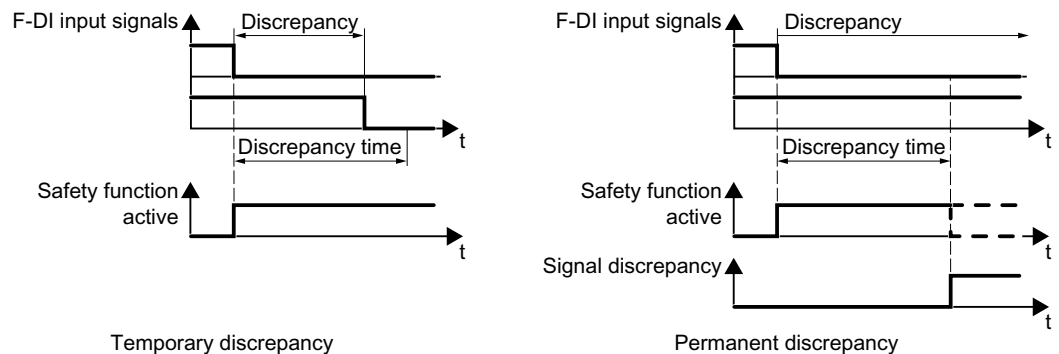 F-DI input signals
Discrepancy
t
Discrepancy time
Safety function
active
t
Temporary discrepancy
F-DI input signals
Discrepancy
t
Discrepancy time
Safety function
active
t
Signal discrepancy
t
Permanent discrepancy